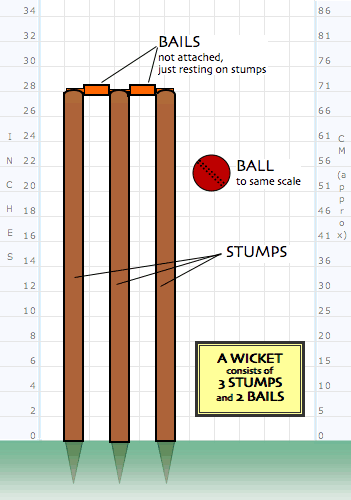 34
32
30
28
26
24
22
20
18
16
14
12
10
8
6
4
2
0
I
N
C
H
E
S
BAILS
not attached,
just resting on stumps
BALL
to same scale
STUMPS
A WICKET
consists of
3 STUMPS
and 2 BAILS
86
81
76
71
66
61
56
51
46
41
36
30
25
20
15
10
5
0
C
M
(a
p
p
r
o
x)